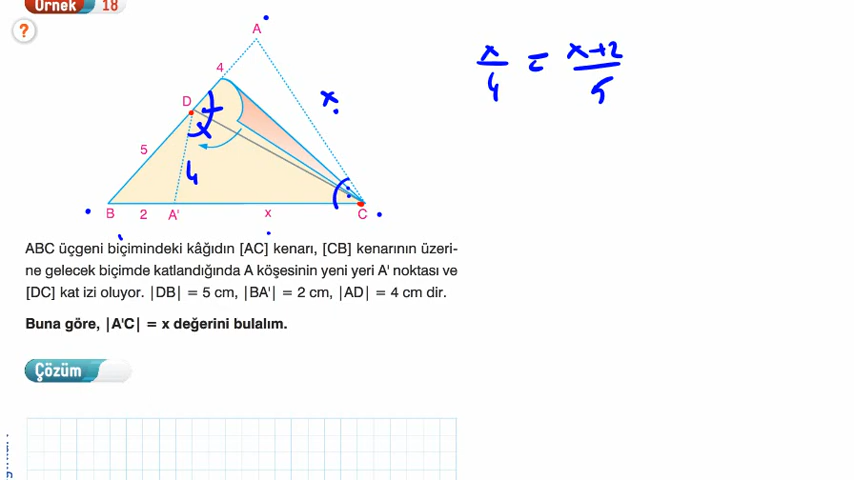 Örnek 18
?
A
4
D
x
5
4
B 2 A' x C
x/4 = (x+2)/5
ABC üçgeni biçimindeki kâğıdın [AC] kenarı, [CB] kenarının üzeri-
ne gelecek biçimde katlandığında A köşesinin yeni yeri A' noktası ve
[DC] kat izi oluyor. |DB| = 5 cm, |BA'| = 2 cm, |AD| = 4 cm dir.
Buna göre, |A'C| = x değerini bulalım.
Çözüm